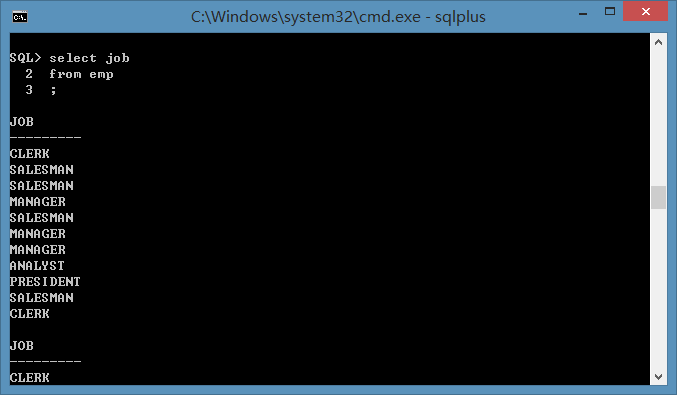 C:\Windows\system32\cmd.exe - sqlplus
SQL> select job
  2  from emp
  3  ;
JOB
---------
CLERK
SALESMAN
SALESMAN
MANAGER
SALESMAN
MANAGER
MANAGER
ANALYST
PRESIDENT
SALESMAN
CLERK
JOB
---------
CLERK